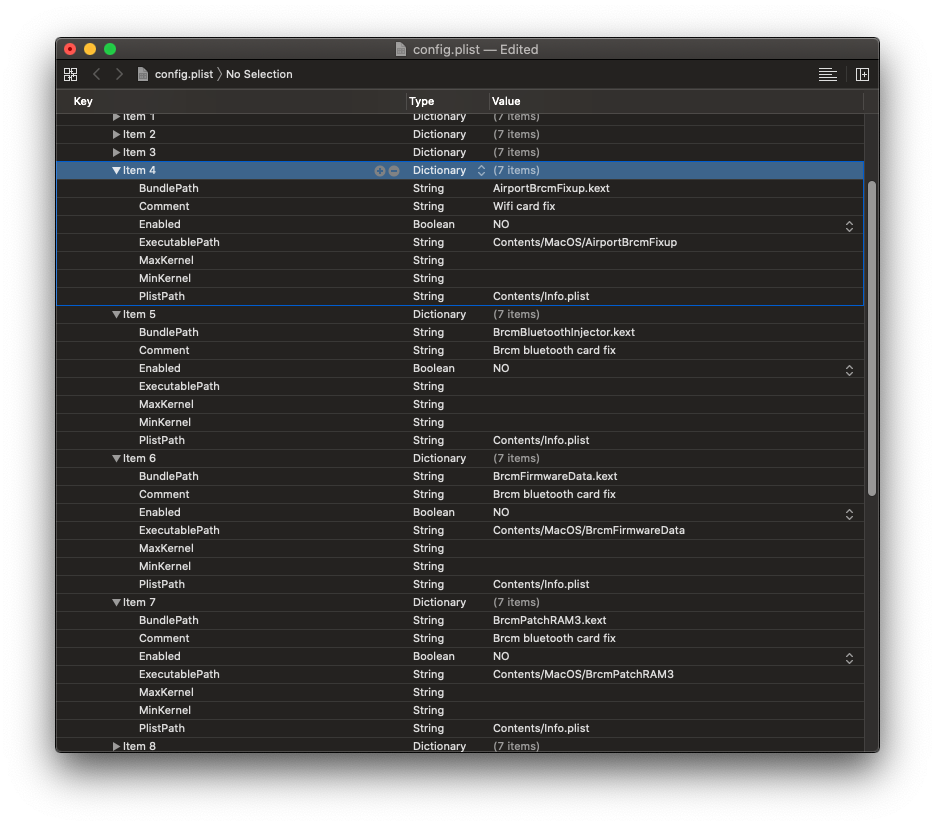 config.plist — Edited
config.plist 〉 No Selection
Key Type Value
Item 1 Dictionary (7 items)
Item 2 Dictionary (7 items)
Item 3 Dictionary (7 items)
Item 4 Dictionary (7 items)
BundlePath String AirportBrcmFixup.kext
Comment String Wifi card fix
Enabled Boolean NO
ExecutablePath String Contents/MacOS/AirportBrcmFixup
MaxKernel String
MinKernel String
PlistPath String Contents/Info.plist
Item 5 Dictionary (7 items)
BundlePath String BrcmBluetoothInjector.kext
Comment String Brcm bluetooth card fix
Enabled Boolean NO
ExecutablePath String
MaxKernel String
MinKernel String
PlistPath String Contents/Info.plist
Item 6 Dictionary (7 items)
BundlePath String BrcmFirmwareData.kext
Comment String Brcm bluetooth card fix
Enabled Boolean NO
ExecutablePath String Contents/MacOS/BrcmFirmwareData
MaxKernel String
MinKernel String
PlistPath String Contents/Info.plist
Item 7 Dictionary (7 items)
BundlePath String BrcmPatchRAM3.kext
Comment String Brcm bluetooth card fix
Enabled Boolean NO
ExecutablePath String Contents/MacOS/BrcmPatchRAM3
MaxKernel String
MinKernel String
PlistPath String Contents/Info.plist
Item 8 Dictionary (7 items)